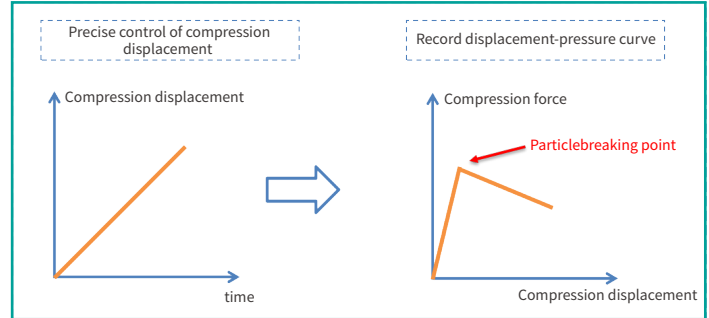 Precise control of compression
displacement
Record displacement-pressure curve
Compression displacement
time
Compression force
Particlebreaking point
Compression displacement